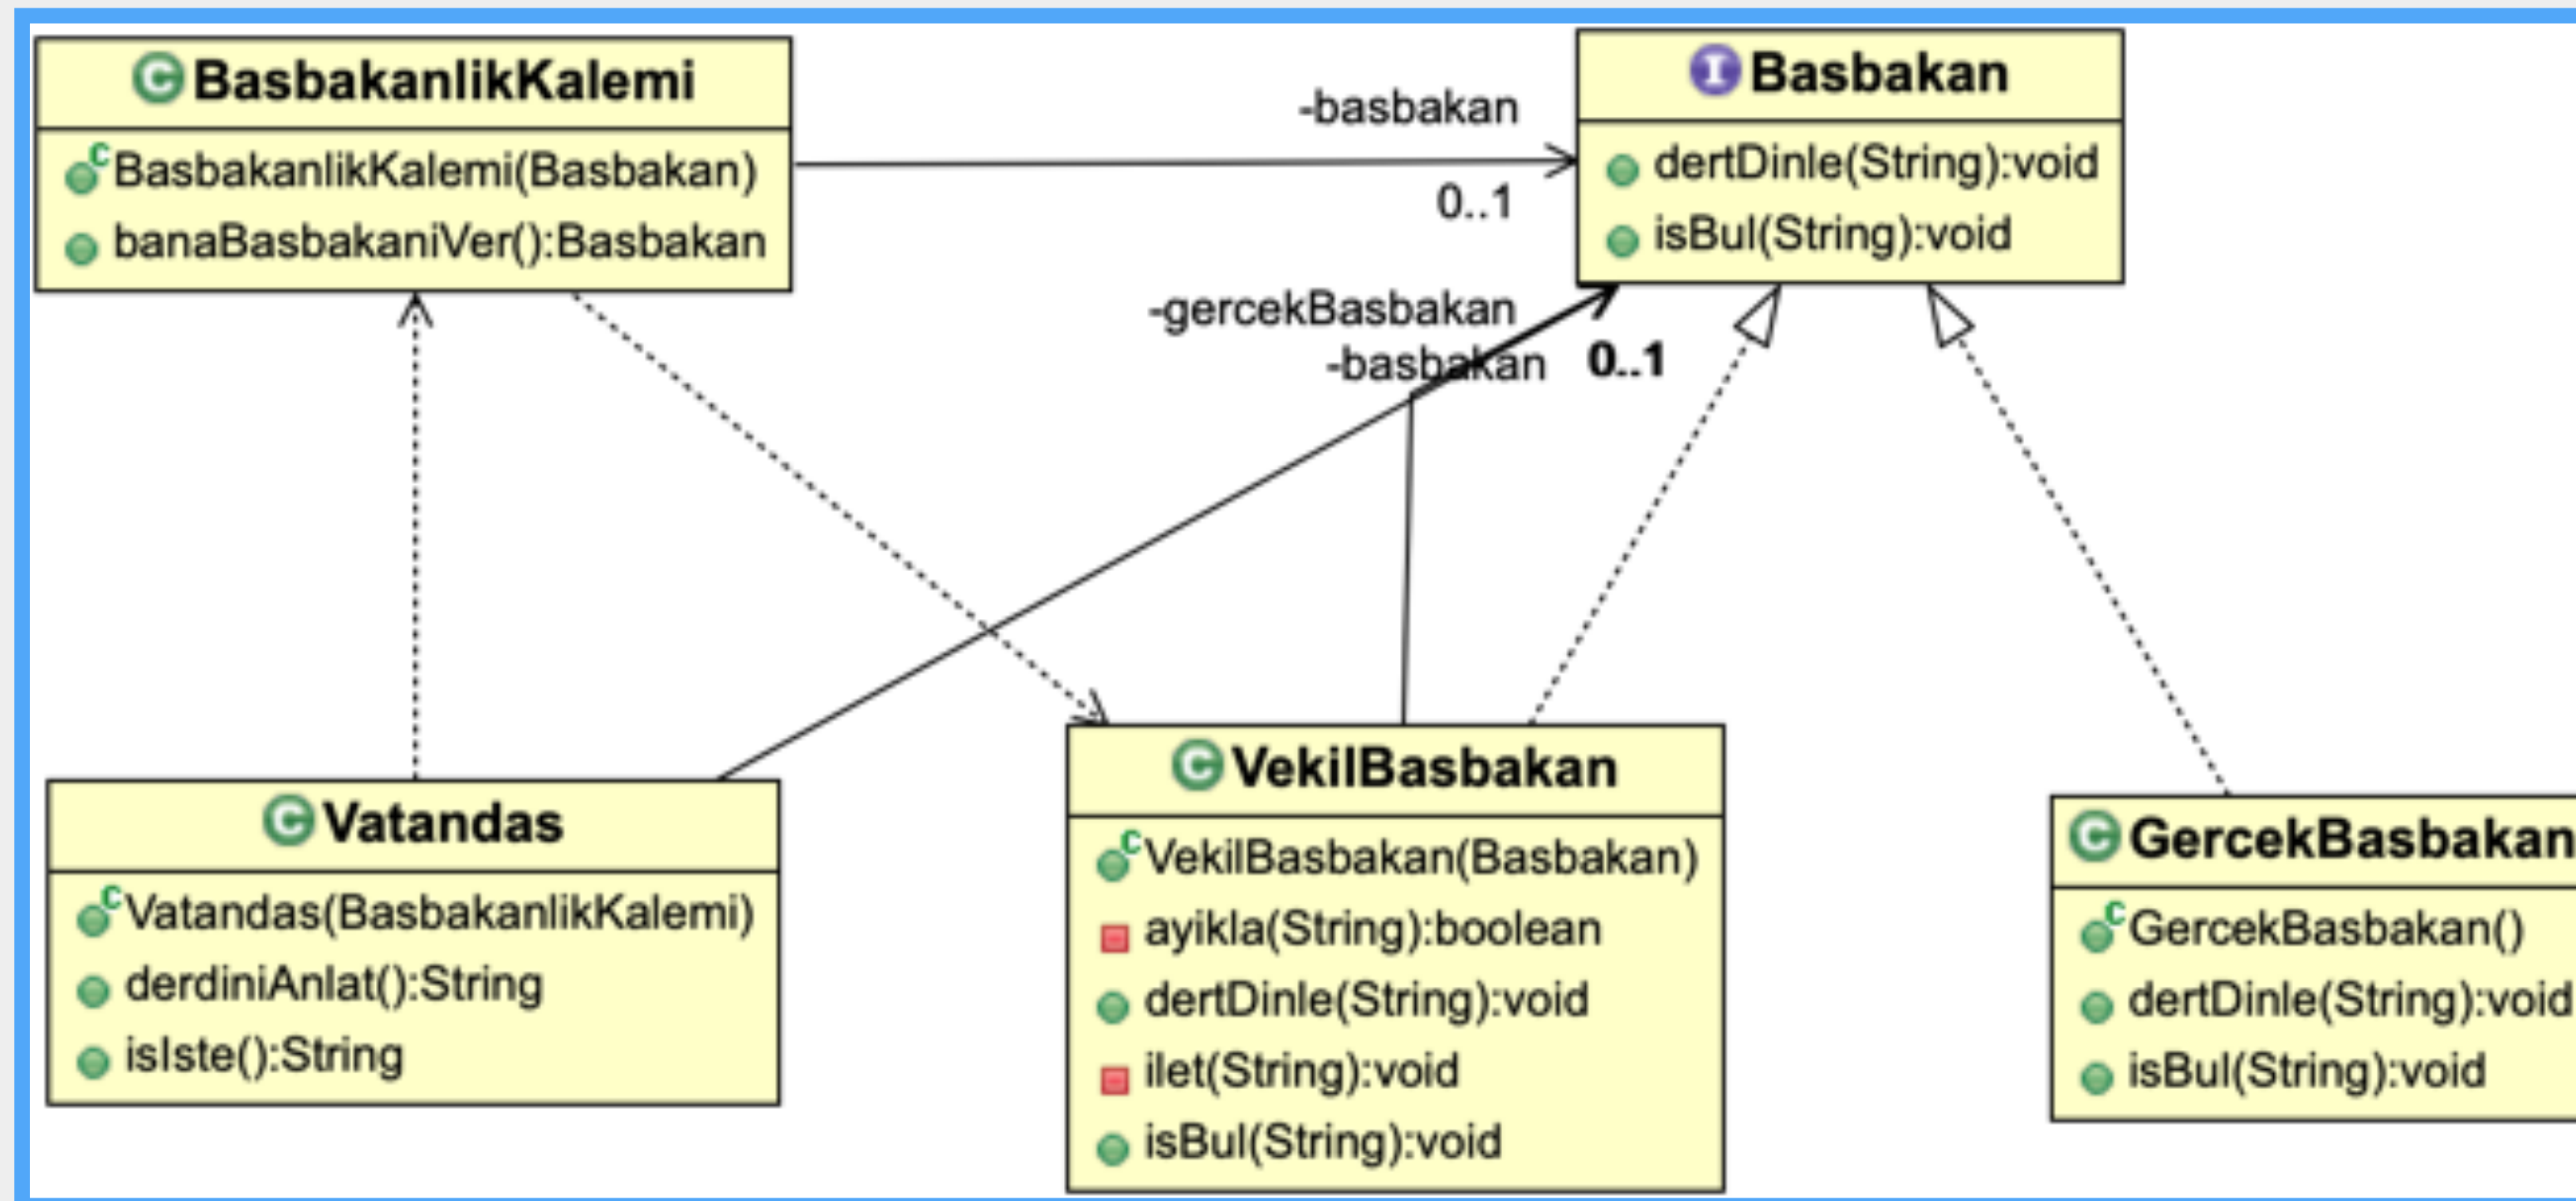 BasbakanlikKalemi
BasbakanlikKalemi(Basbakan)
banaBasbakaniVer():Basbakan
-basbakan
0..1
Basbakan
dertDinle(String):void
isBul(String):void
-gercekBasbakan
-basbakan
0..1
Vatandas
Vatandas(BasbakanlikKalemi)
derdiniAnlat():String
isIste():String
VekilBasbakan
VekilBasbakan(Basbakan)
ayikla(String):boolean
dertDinle(String):void
ilet(String):void
isBul(String):void
GercekBasbakan
GercekBasbakan()
dertDinle(String):void
isBul(String):void